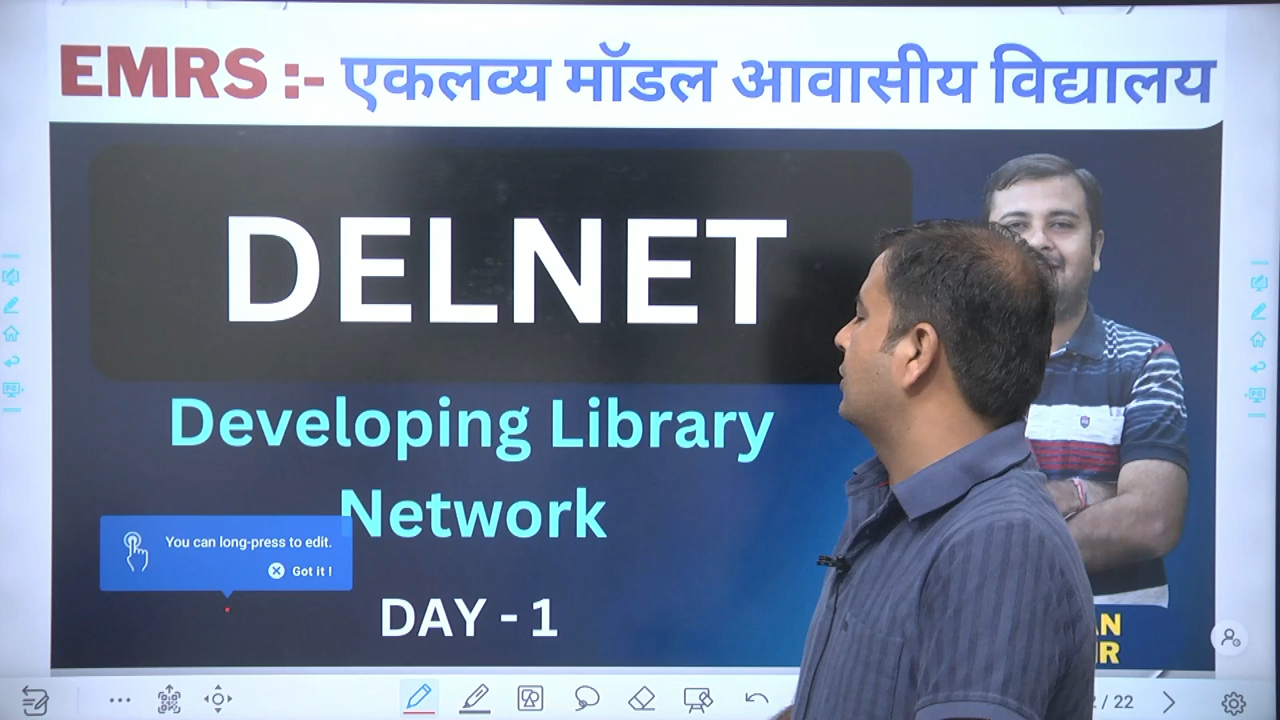 EMRS :- एकलव्य मॉडल आवासीय विद्यालय
DELNET
Developing Library
Network
You can long-press to edit.
Got it !
DAY - 1
/ 22